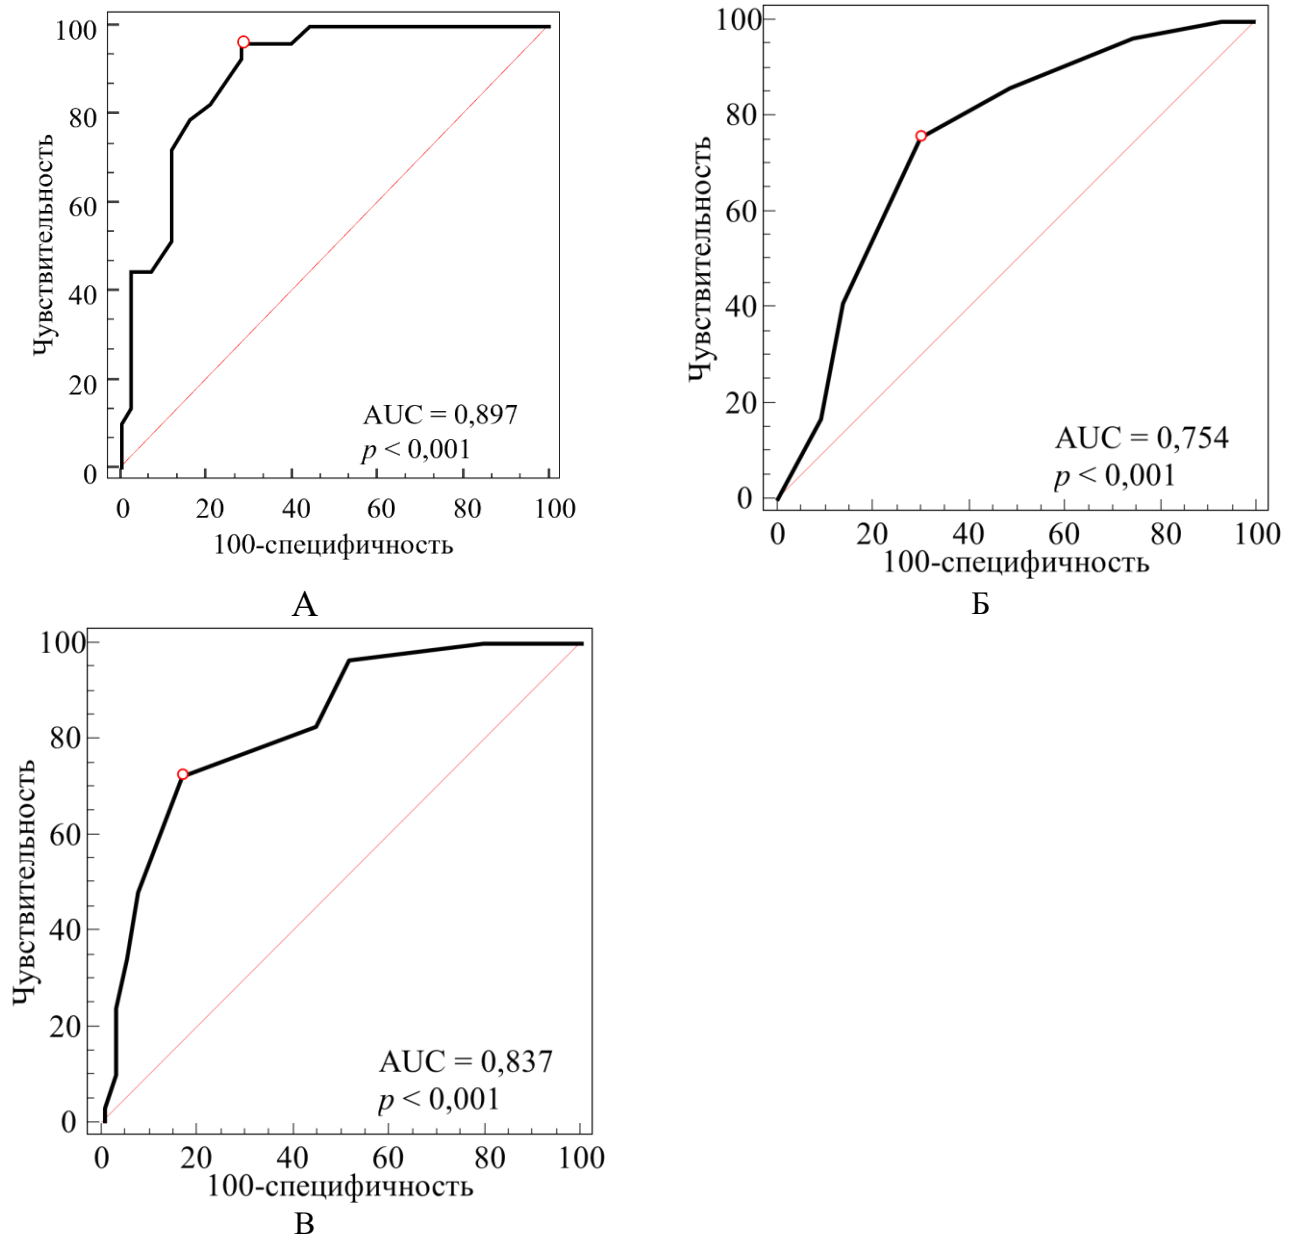 100
80
60
40
20
0
Чувствительность
AUC = 0,897
p < 0,001
0 20 40 60 80 100
100-специфичность
А
100
80
60
40
20
0
Чувствительность
AUC = 0,754
p < 0,001
0 20 40 60 80 100
100-специфичность
Б
100
80
60
40
20
0
Чувствительность
AUC = 0,837
p < 0,001
0 20 40 60 80 100
100-специфичность
В